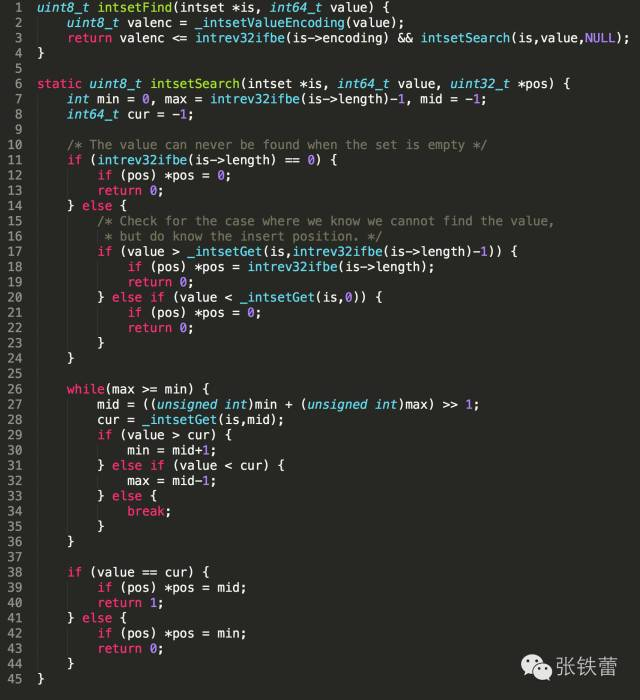 1 uint8_t intsetFind(intset *is, int64_t value) {
2     uint8_t valenc = _intsetValueEncoding(value);
3     return valenc <= intrev32ifbe(is->encoding) && intsetSearch(is,value,NULL);
4 }
5
6 static uint8_t intsetSearch(intset *is, int64_t value, uint32_t *pos) {
7     int min = 0, max = intrev32ifbe(is->length)-1, mid = -1;
8     int64_t cur = -1;
9
10     /* The value can never be found when the set is empty */
11     if (intrev32ifbe(is->length) == 0) {
12         if (pos) *pos = 0;
13         return 0;
14     } else {
15         /* Check for the case where we know we cannot find the value,
16          * but do know the insert position. */
17         if (value > _intsetGet(is,intrev32ifbe(is->length)-1)) {
18             if (pos) *pos = intrev32ifbe(is->length);
19             return 0;
20         } else if (value < _intsetGet(is,0)) {
21             if (pos) *pos = 0;
22             return 0;
23         }
24     }
25
26     while(max >= min) {
27         mid = ((unsigned int)min + (unsigned int)max) >> 1;
28         cur = _intsetGet(is,mid);
29         if (value > cur) {
30             min = mid+1;
31         } else if (value < cur) {
32             max = mid-1;
33         } else {
34             break;
35         }
36     }
37
38     if (value == cur) {
39         if (pos) *pos = mid;
40         return 1;
41     } else {
42         if (pos) *pos = min;
43         return 0;
44     }
45 }
张铁蕾